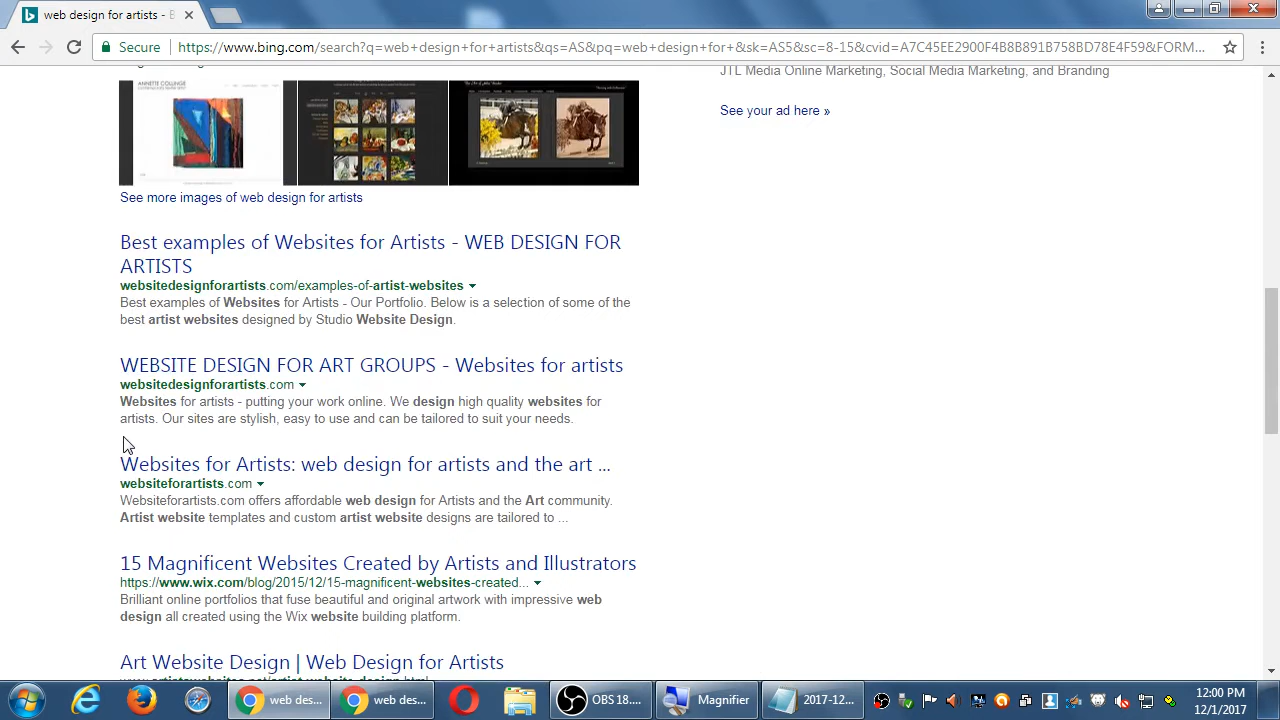 web design for artists - B
Secure
https://www.bing.com/search?q=web+design+for+artists&qs=AS&pq=web+design+for+&sk=AS5&sc=8-15&cvid=A7C45EE2900F4B8B891B758BD78E4F59&FORM...
JTL Media Online Marketing, Social Media Marketing, and Brandin
See your ad here »
ANNETTE COLLINGE
See more images of web design for artists
Best examples of Websites for Artists - WEB DESIGN FOR
ARTISTS
websitedesignforartists.com/examples-of-artist-websites
Best examples of Websites for Artists - Our Portfolio. Below is a selection of some of the
best artist websites designed by Studio Website Design.
WEBSITE DESIGN FOR ART GROUPS - Websites for artists
websitedesignforartists.com
Websites for artists - putting your work online. We design high quality websites for
artists. Our sites are stylish, easy to use and can be tailored to suit your needs.
Websites for Artists: web design for artists and the art ...
websiteforartists.com
Websiteforartists.com offers affordable web design for Artists and the Art community.
Artist website templates and custom artist website designs are tailored to ...
15 Magnificent Websites Created by Artists and Illustrators
https://www.wix.com/blog/2015/12/15-magnificent-websites-created...
Brilliant online portfolios that fuse beautiful and original artwork with impressive web
design all created using the Wix website building platform.
Art Website Design | Web Design for Artists
web des...
web des...
OBS 18....
Magnifier
2017-12...
12:00 PM
12/1/2017